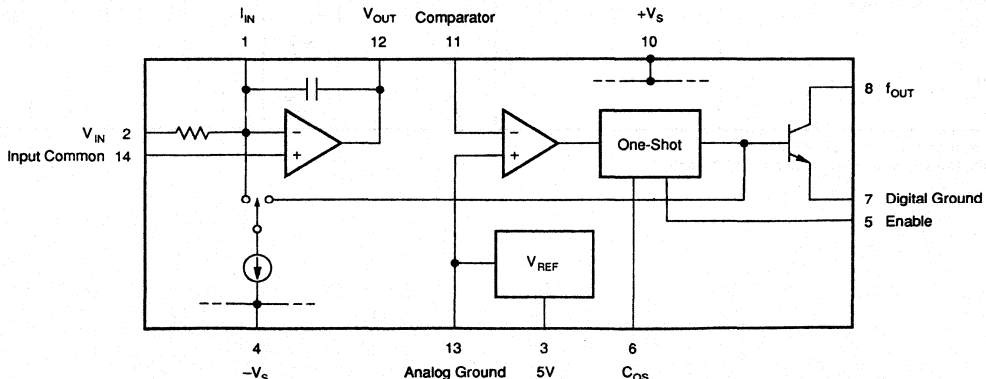 I_IN V_OUT Comparator +V_S
1 12 11 10
8 f_OUT
V_IN 2
− −
One-Shot
Input Common 14
+ +
7 Digital Ground
5 Enable
V_REF
4 13 3 6
−V_S Analog Ground 5V C_OS